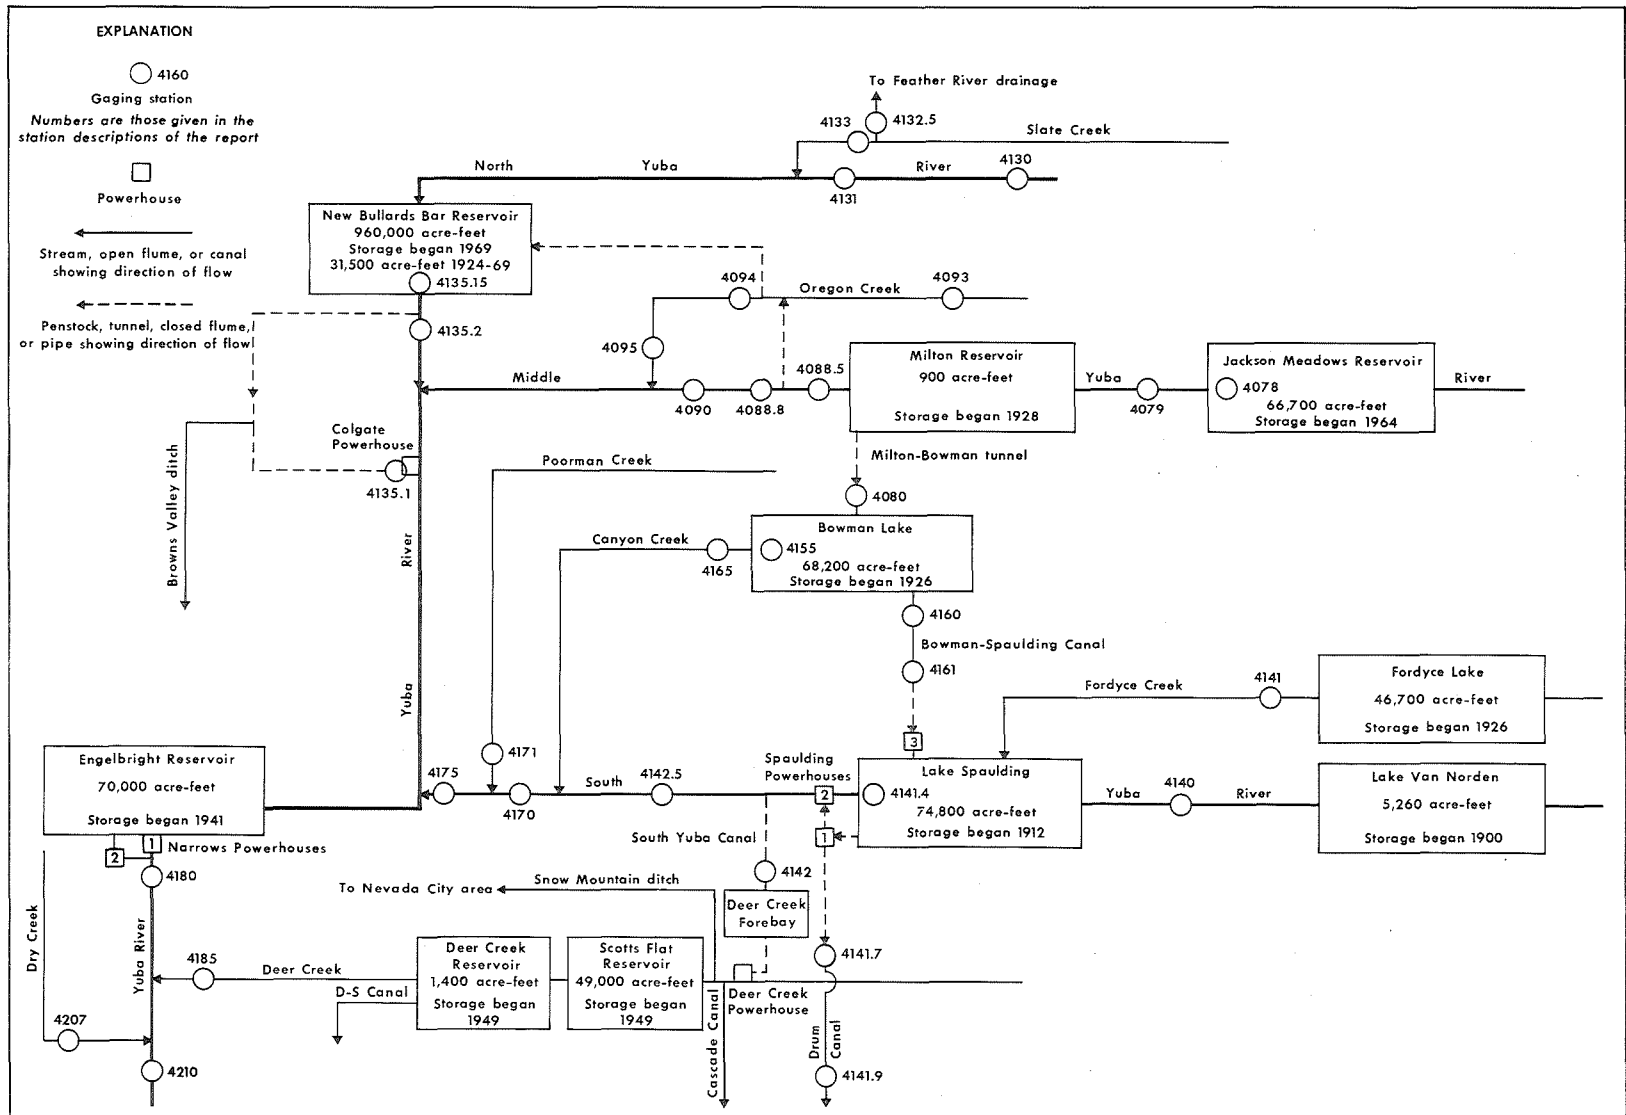 EXPLANATION
4160
Gaging station
Numbers are those given in the
station descriptions of the report
Powerhouse
Stream, open flume, or canal
showing direction of flow
Penstock, tunnel, closed flume,
or pipe showing direction of flow
To Feather River drainage
4133
4132.5
Slate Creek
North Yuba River
4130
4131
New Bullards Bar Reservoir
960,000 acre-feet
Storage began 1969
31,500 acre-feet 1924-69
4135.15
4135.2
4094
4093
Oregon Creek
4095
Middle
4090
4088.8
4088.5
Milton Reservoir
900 acre-feet
Storage began 1928
Yuba
4079
Jackson Meadows Reservoir
4078
66,700 acre-feet
Storage began 1964
River
Colgate
Powerhouse
4135.1
Browns Valley ditch
Poorman Creek
Milton-Bowman tunnel
4080
Bowman Lake
4155
68,200 acre-feet
Storage began 1926
Canyon Creek
4165
River
Yuba
4160
Bowman-Spaulding Canal
4161
Fordyce Creek
4141
Fordyce Lake
46,700 acre-feet
Storage began 1926
3
Engelbright Reservoir
70,000 acre-feet
Storage began 1941
4171
4175
4170
South
4142.5
Spaulding
Powerhouses
2
1
Lake Spaulding
4141.4
74,800 acre-feet
Storage began 1912
Yuba
4140
River
Lake Van Norden
5,260 acre-feet
Storage began 1900
1
2
Narrows Powerhouses
4180
South Yuba Canal
4142
To Nevada City area
Snow Mountain ditch
Deer Creek
Forebay
Dry Creek
Yuba River
4185
Deer Creek
D-S Canal
Deer Creek
Reservoir
1,400 acre-feet
Storage began
1949
Scotts Flat
Reservoir
49,000 acre-feet
Storage began
1949
Deer Creek
Powerhouse
4141.7
Cascade Canal
Drum
Canal
4141.9
4207
4210